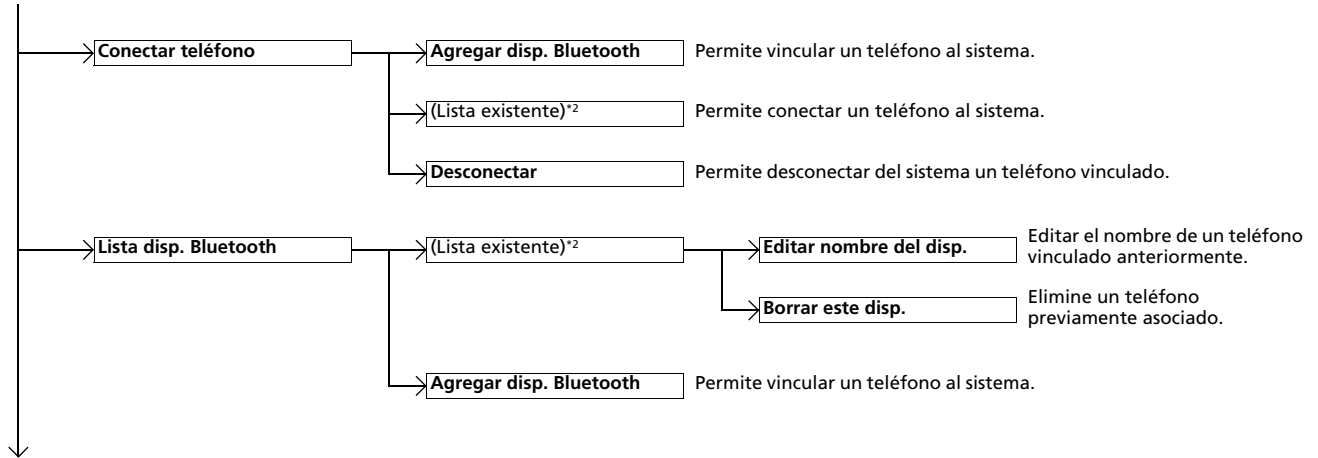 Conectar teléfono
Agregar disp. Bluetooth
Permite vincular un teléfono al sistema.
(Lista existente)*2
Permite conectar un teléfono al sistema.
Desconectar
Permite desconectar del sistema un teléfono vinculado.
Lista disp. Bluetooth
(Lista existente)*2
Editar nombre del disp.
Editar el nombre de un teléfono
vinculado anteriormente.
Borrar este disp.
Elimine un teléfono
previamente asociado.
Agregar disp. Bluetooth
Permite vincular un teléfono al sistema.